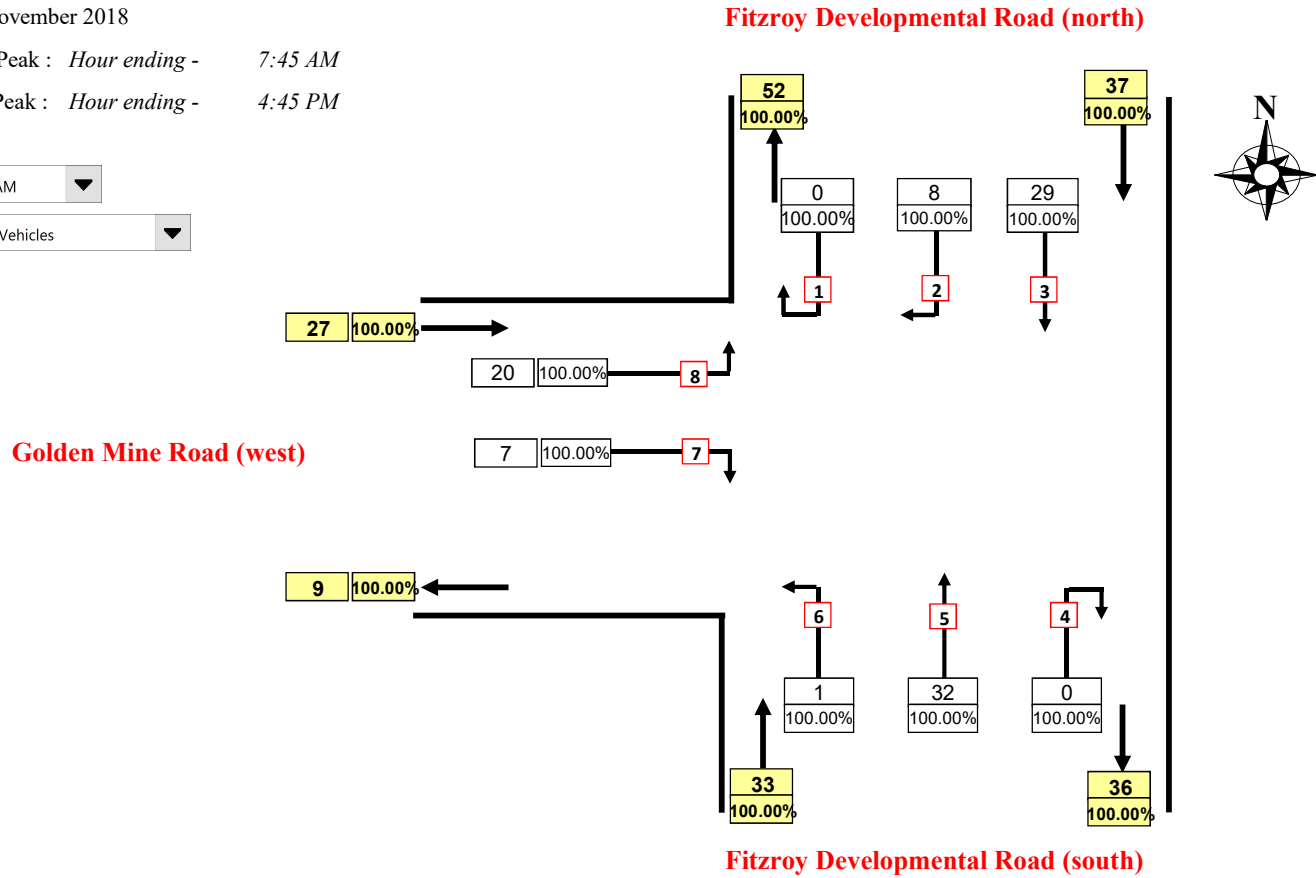 ovember 2018
Fitzroy Developmental Road (north)
Peak : Hour ending - 7:45 AM
Peak : Hour ending - 4:45 PM
52
100.00%
37
100.00%
N
AM
Vehicles
0
100.00%
8
100.00%
29
100.00%
1
2
3
27 100.00%
20 100.00% 8
Golden Mine Road (west)
7 100.00% 7
9 100.00%
6
5
4
1
100.00%
32
100.00%
0
100.00%
33
100.00%
36
100.00%
Fitzroy Developmental Road (south)